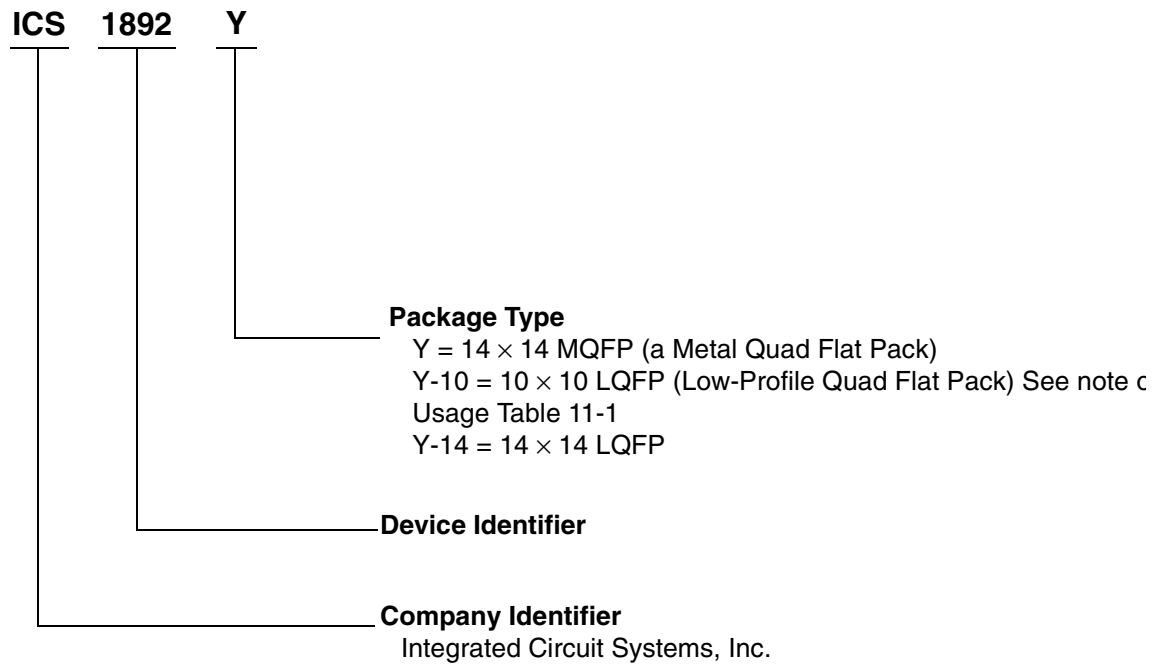 ICS 1892 Y
Package Type
Y = 14 × 14 MQFP (a Metal Quad Flat Pack)
Y-10 = 10 × 10 LQFP (Low-Profile Quad Flat Pack) See note
Usage Table 11-1
Y-14 = 14 × 14 LQFP
Device Identifier
Company Identifier
Integrated Circuit Systems, Inc.